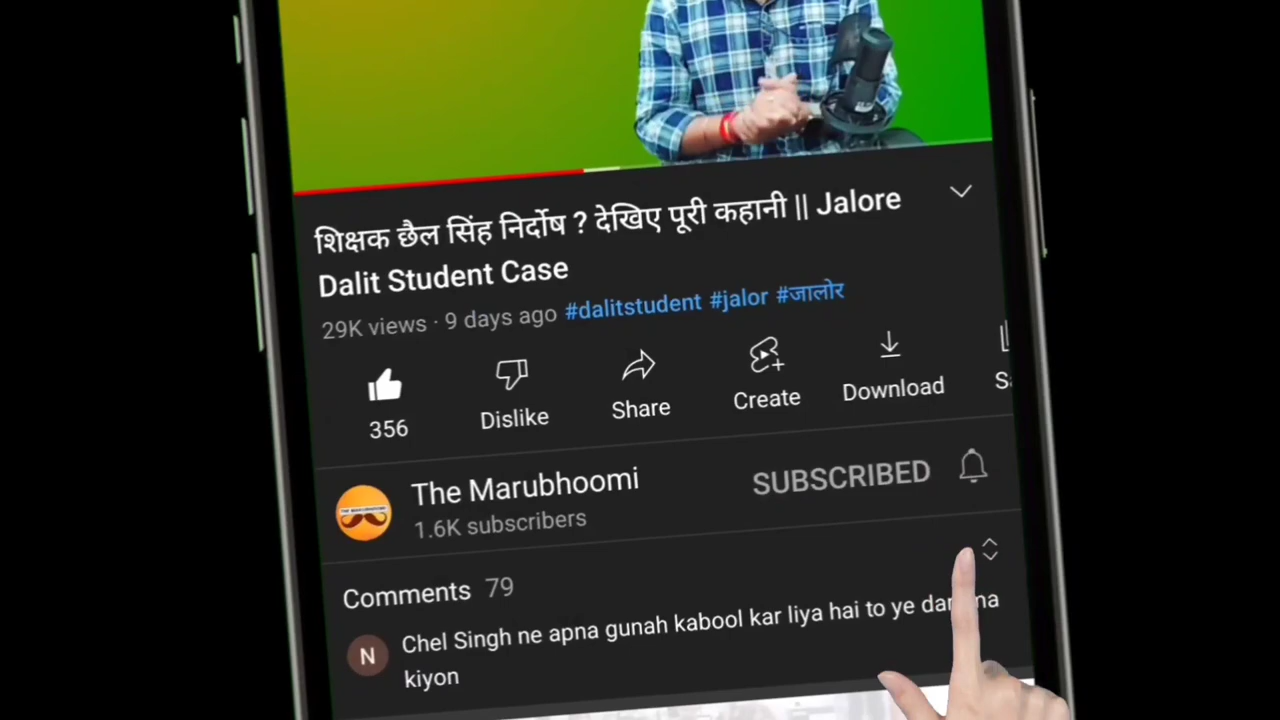 शिक्षक छैल सिंह निर्दोष ? देखिए पूरी कहानी || Jalore
Dalit Student Case
29K views · 9 days ago #dalitstudent #jalor #जालोर
356 Dislike Share Create Download
The Marubhoomi SUBSCRIBED
1.6K subscribers
Comments 79
N Chel Singh ne apna gunah kabool kar liya hai to ye
kiyon